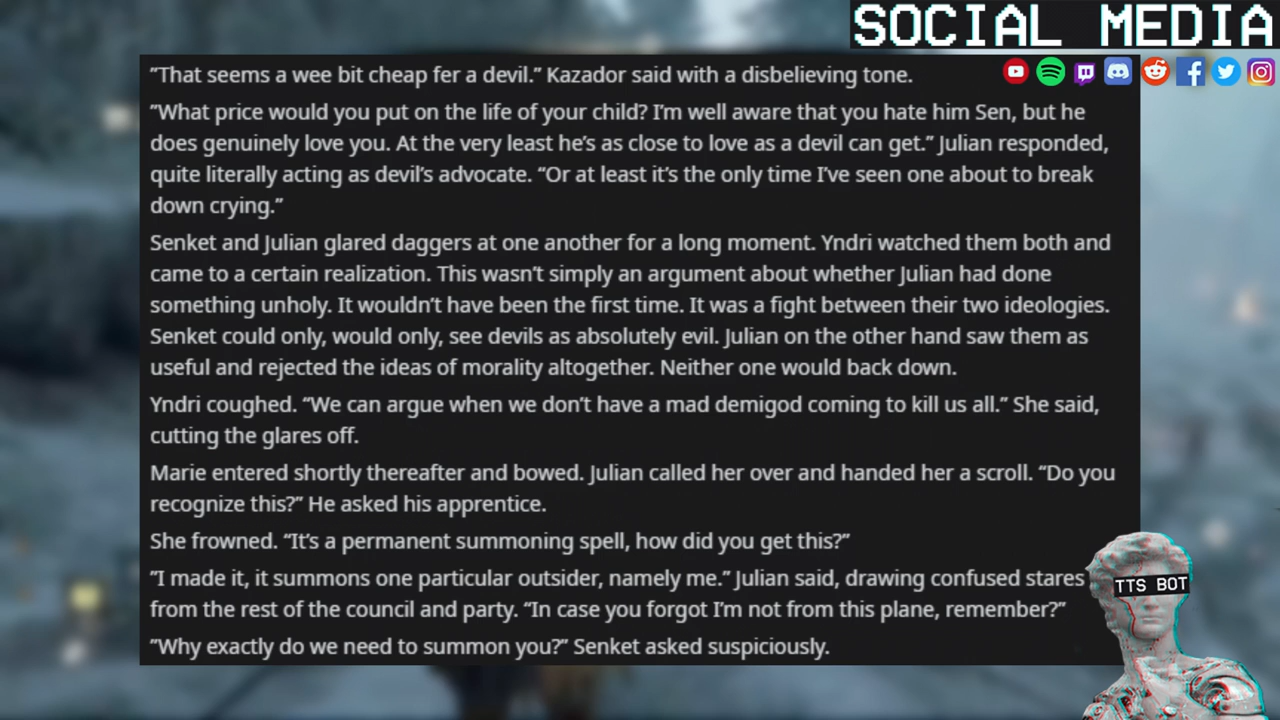 SOCIAL MEDIA
"That seems a wee bit cheap fer a devil." Kazador said with a disbelieving tone.
"What price would you put on the life of your child? I'm well aware that you hate him Sen, but he
does genuinely love you. At the very least he's as close to love as a devil can get." Julian responded,
quite literally acting as devil's advocate. "Or at least it's the only time I've seen one about to break
down crying."
Senket and Julian glared daggers at one another for a long moment. Yndri watched them both and
came to a certain realization. This wasn't simply an argument about whether Julian had done
something unholy. It wouldn't have been the first time. It was a fight between their two ideologies.
Senket could only, would only, see devils as absolutely evil. Julian on the other hand saw them as
useful and rejected the ideas of morality altogether. Neither one would back down.
Yndri coughed. "We can argue when we don't have a mad demigod coming to kill us all." She said,
cutting the glares off.
Marie entered shortly thereafter and bowed. Julian called her over and handed her a scroll. "Do you
recognize this?" He asked his apprentice.
She frowned. "It's a permanent summoning spell, how did you get this?"
"I made it, it summons one particular outsider, namely me." Julian said, drawing confused stares
from the rest of the council and party. "In case you forgot I'm not from this plane, remember?"
"Why exactly do we need to summon you?" Senket asked suspiciously.
TTS BOT